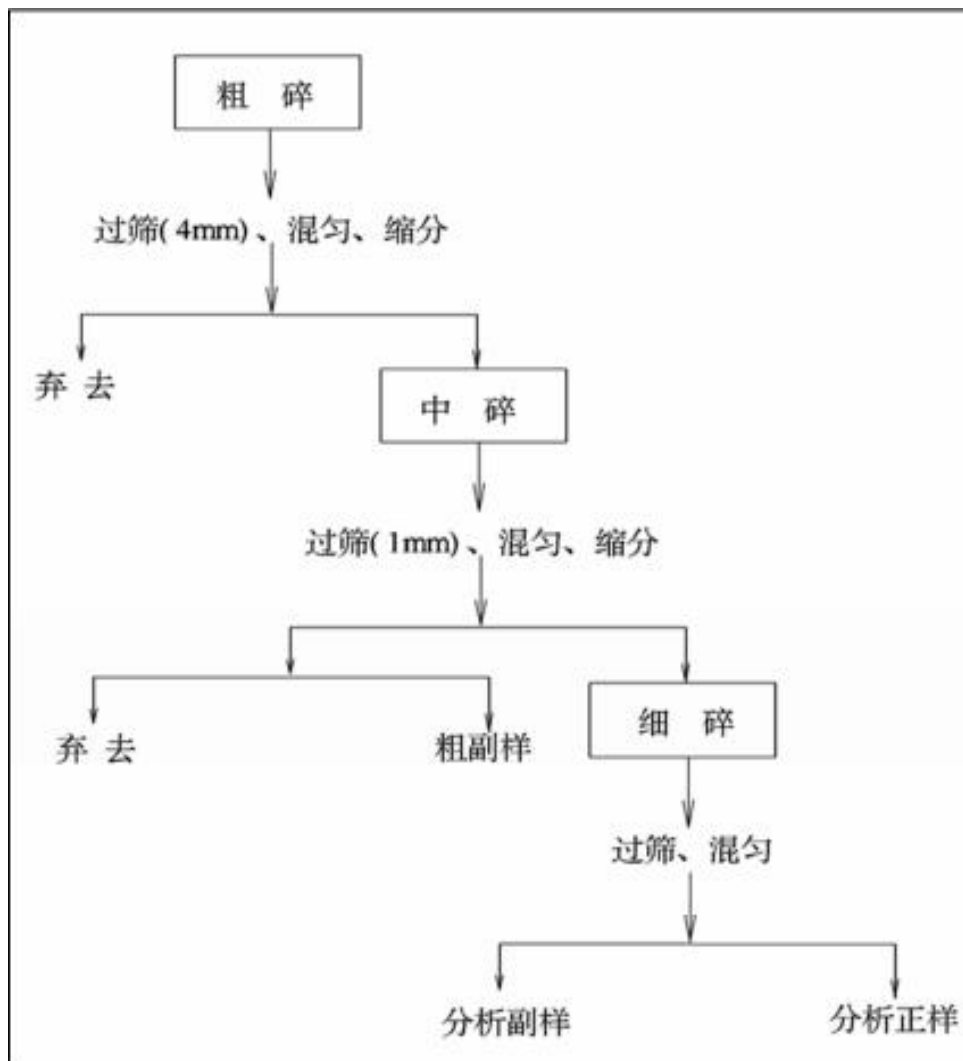 粗 碎
过筛(4mm)、混匀、缩分
弃 去
中 碎
过筛(1mm)、混匀、缩分
弃 去
粗副样
细 碎
过筛、混匀
分析副样
分析正样